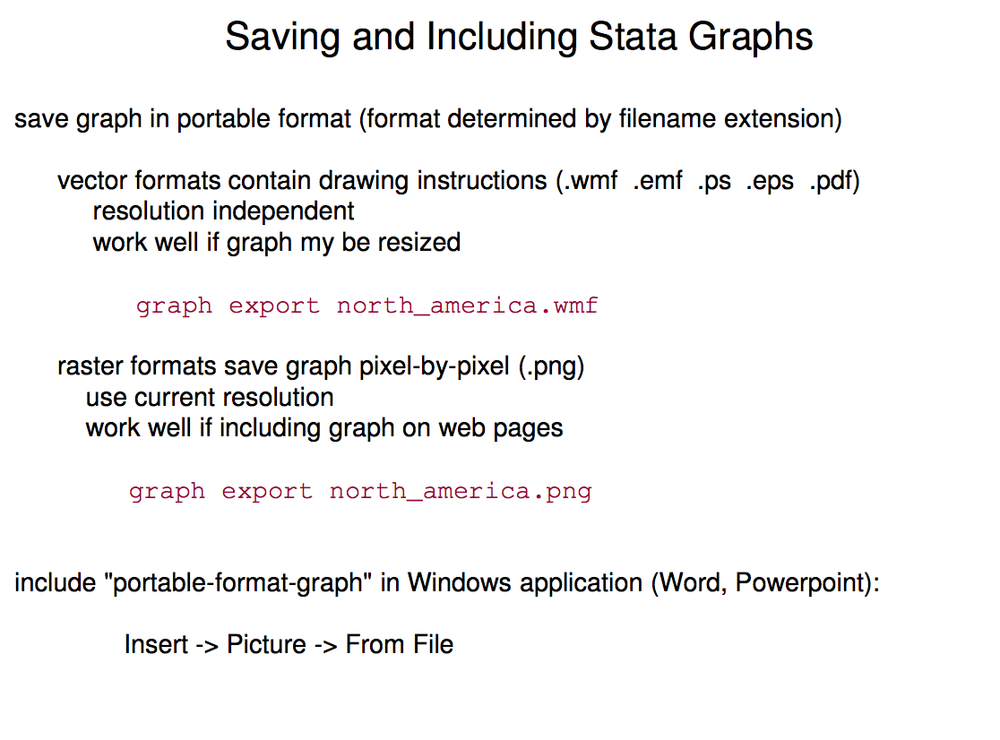 Saving and Including Stata Graphs
save graph in portable format (format determined by filename extension)
vector formats contain drawing instructions (.wmf .emf .ps .eps .pdf)
resolution independent
work well if graph my be resized
graph export north_america.wmf
raster formats save graph pixel-by-pixel (.png)
use current resolution
work well if including graph on web pages
graph export north_america.png
include "portable-format-graph" in Windows application (Word, Powerpoint):
Insert -> Picture -> From File